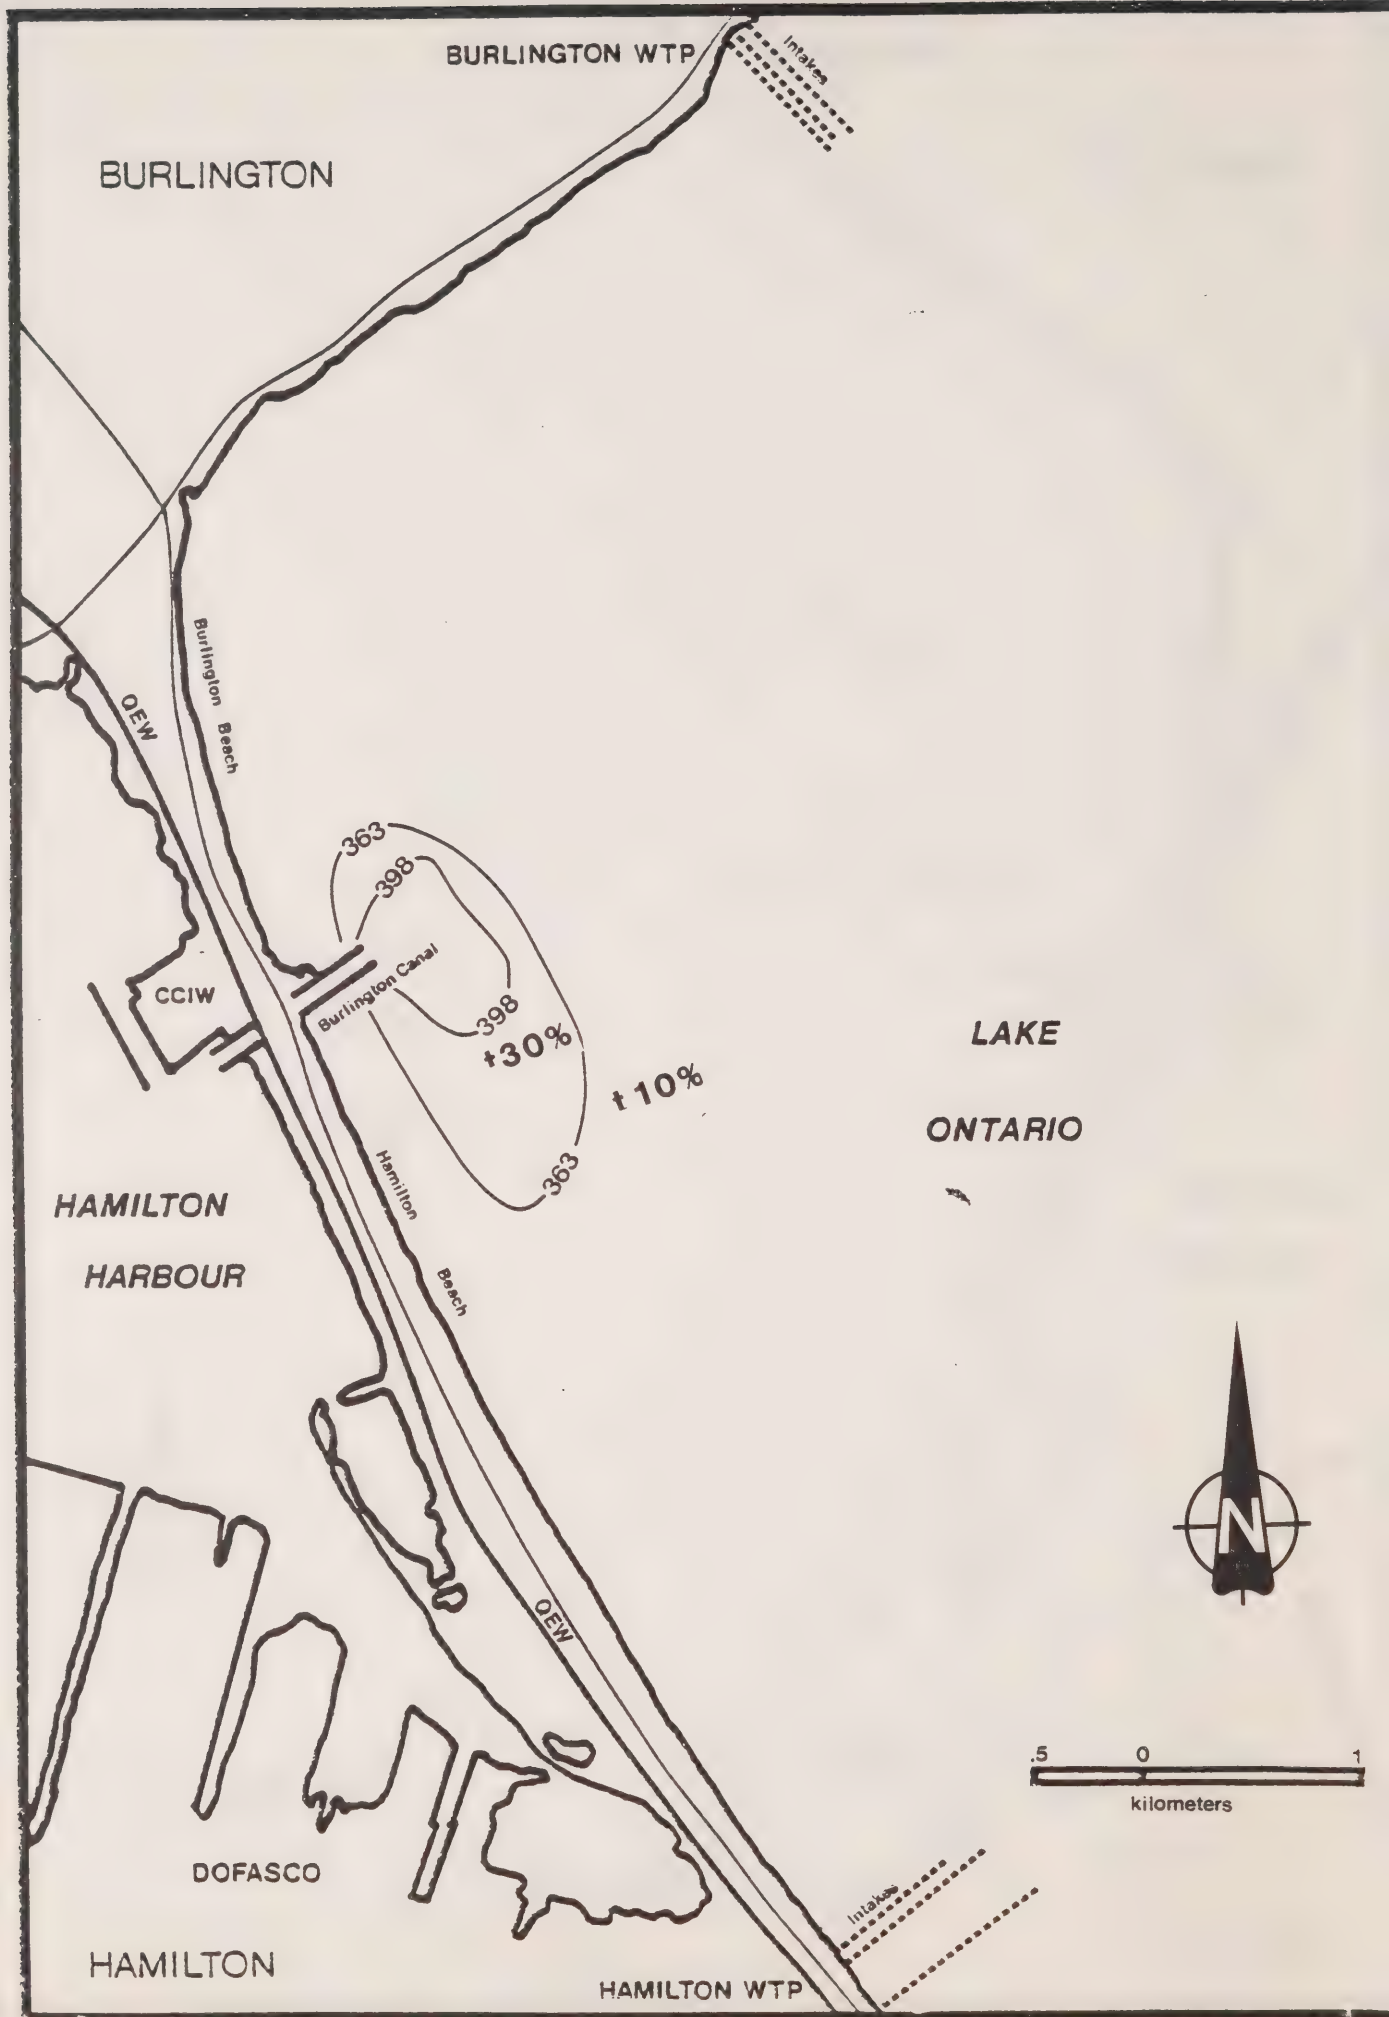 BURLINGTON WTP
Intakes
BURLINGTON
Burlington Beach
QEW
363
398
CCIW
Burlington Canal
398
†30%
†10%
363
LAKE
ONTARIO
Hamilton Beach
HAMILTON
HARBOUR
N
QEW
.5 0 1
kilometers
DOFASCO
Intakes
HAMILTON
HAMILTON WTP